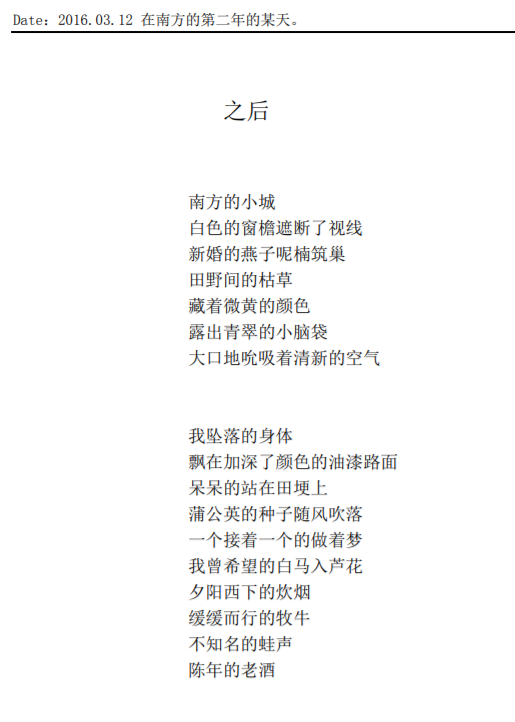 Date: 2016.03.12 在南方的第二年的某天。
之后
南方的小城
白色的窗檐遮断了视线
新婚的燕子呢楠筑巢
田野间的枯草
藏着微黄的颜色
露出青翠的小脑袋
大口地吮吸着清新的空气
我坠落的身体
飘在加深了颜色的油漆路面
呆呆的站在田埂上
蒲公英的种子随风吹落
一个接着一个的做着梦
我曾希望的白马入芦花
夕阳西下的炊烟
缓缓而行的牧牛
不知名的蛙声
陈年的老酒